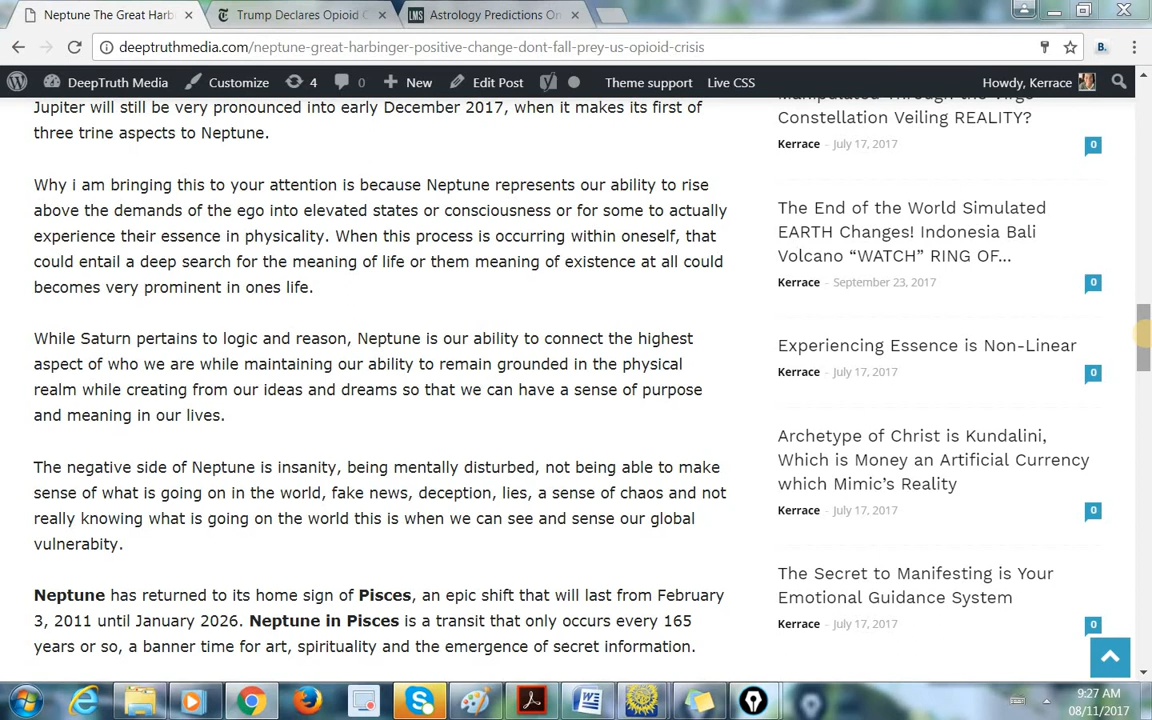 Neptune The Great Harb
Trump Declares Opioid C
LMS
Astrology Predictions On
deeptruthmedia.com/neptune-great-harbinger-positive-change-dont-fall-prey-us-opioid-crisis
B.
DeepTruth Media
Customize
4
0
New
Edit Post
Theme support
Live CSS
Howdy, Kerrace
Jupiter will still be very pronounced into early December 2017, when it makes its first of
three trine aspects to Neptune.
Why i am bringing this to your attention is because Neptune represents our ability to rise
above the demands of the ego into elevated states or consciousness or for some to actually
experience their essence in physicality. When this process is occurring within oneself, that
could entail a deep search for the meaning of life or them meaning of existence at all could
becomes very prominent in ones life.
While Saturn pertains to logic and reason, Neptune is our ability to connect the highest
aspect of who we are while maintaining our ability to remain grounded in the physical
realm while creating from our ideas and dreams so that we can have a sense of purpose
and meaning in our lives.
The negative side of Neptune is insanity, being mentally disturbed, not being able to make
sense of what is going on in the world, fake news, deception, lies, a sense of chaos and not
really knowing what is going on the world this is when we can see and sense our global
vulnerabity.
Neptune has returned to its home sign of Pisces, an epic shift that will last from February
3, 2011 until January 2026. Neptune in Pisces is a transit that only occurs every 165
years or so, a banner time for art, spirituality and the emergence of secret information.
Manipulated Through the Virgo
Constellation Veiling REALITY?
Kerrace - July 17, 2017
0
The End of the World Simulated
EARTH Changes! Indonesia Bali
Volcano “WATCH” RING OF...
Kerrace - September 23, 2017
0
Experiencing Essence is Non-Linear
Kerrace - July 17, 2017
0
Archetype of Christ is Kundalini,
Which is Money an Artificial Currency
which Mimic’s Reality
Kerrace - July 17, 2017
0
The Secret to Manifesting is Your
Emotional Guidance System
Kerrace - July 17, 2017
0
9:27 AM
08/11/2017